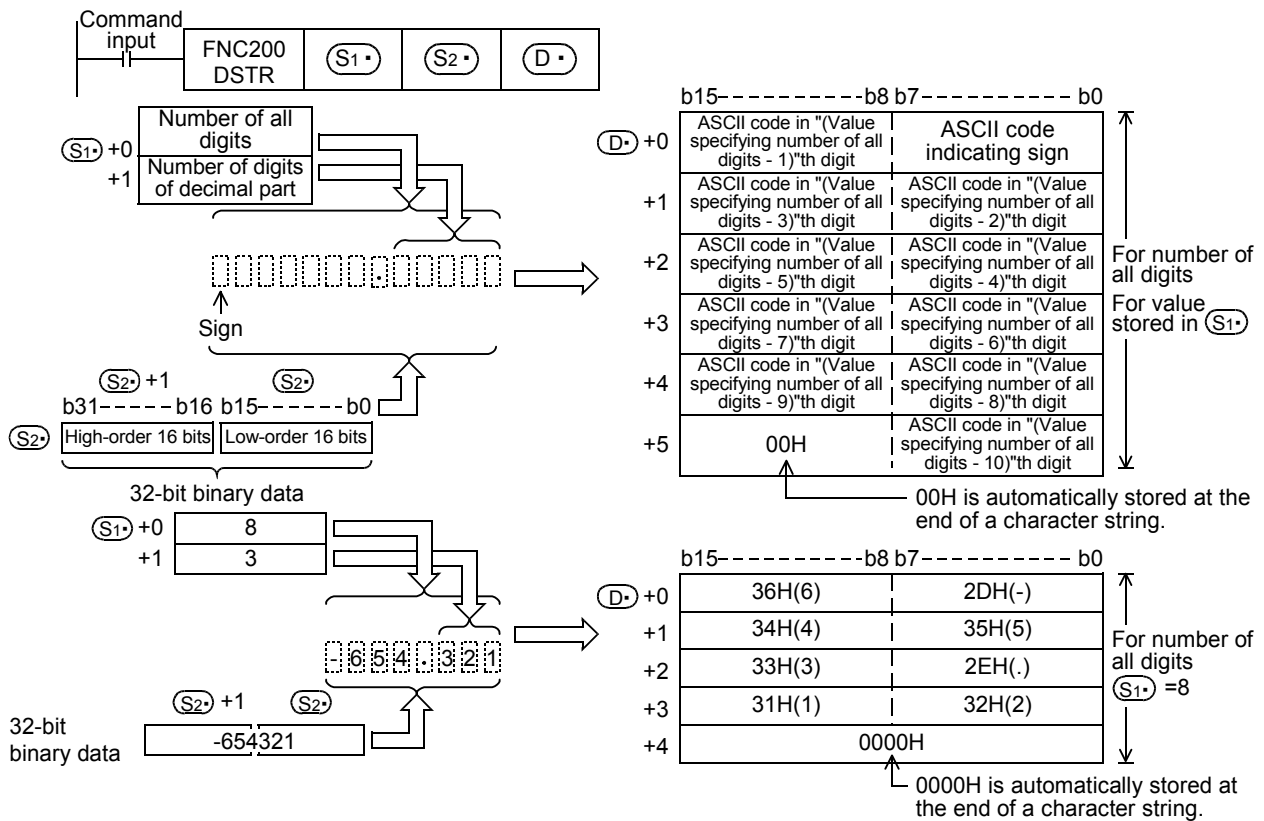 Command
input
FNC200
DSTR
S1・
S2・
D・
S1・ +0
Number of all
digits
+1
Number of digits
of decimal part
.
Sign
S2・ +1
S2・
b31------b16 b15------b0
S2・
High-order 16 bits
Low-order 16 bits
32-bit binary data
b15---------b8 b7----------b0
D・ +0
ASCII code in "(Value
specifying number of all
digits - 1)"th digit
ASCII code
indicating sign
+1
ASCII code in "(Value
specifying number of all
digits - 3)"th digit
ASCII code in "(Value
specifying number of all
digits - 2)"th digit
+2
ASCII code in "(Value
specifying number of all
digits - 5)"th digit
ASCII code in "(Value
specifying number of all
digits - 4)"th digit
+3
ASCII code in "(Value
specifying number of all
digits - 7)"th digit
ASCII code in "(Value
specifying number of all
digits - 6)"th digit
+4
ASCII code in "(Value
specifying number of all
digits - 9)"th digit
ASCII code in "(Value
specifying number of all
digits - 8)"th digit
+5
00H
ASCII code in "(Value
specifying number of all
digits - 10)"th digit
For number of
all digits
For value
stored in S1・
00H is automatically stored at the
end of a character string.
S1・ +0
8
+1
3
- 6 5 4 . 3 2 1
S2・ +1
S2・
32-bit
binary data
-654321
b15---------b8 b7----------b0
D・ +0
36H(6)
2DH(-)
+1
34H(4)
35H(5)
+2
33H(3)
2EH(.)
+3
31H(1)
32H(2)
+4
0000H
For number of
all digits
S1・ =8
0000H is automatically stored at
the end of a character string.